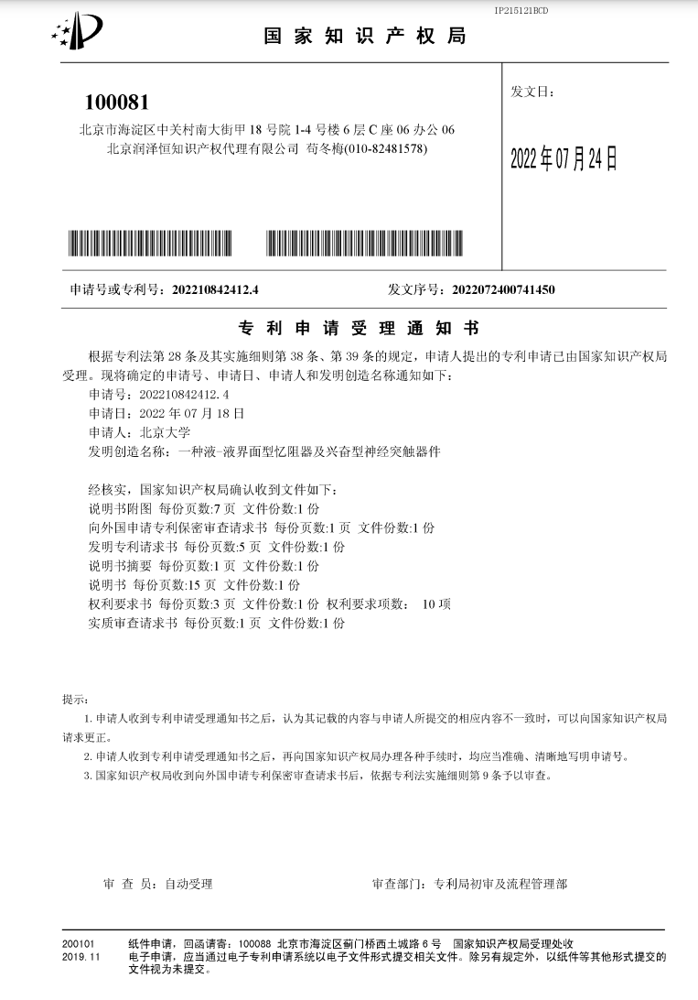 IP215121BCD
国家知识产权局
100081
北京市海淀区中关村南大街甲 18 号院 1-4 号楼 6 层 C 座 06 办公 06
北京润泽恒知识产权代理有限公司 苟冬梅(010-82481578)
发文日：
2022 年 07 月 24 日
申请号或专利号：202210842412.4
发文序号：2022072400741450
专利申请受理通知书
根据专利法第 28 条及其实施细则第 38 条、第 39 条的规定，申请人提出的专利申请已由国家知识产权局
受理。现将确定的申请号、申请日、申请人和发明创造名称通知如下：
申请号：202210842412.4
申请日：2022 年 07 月 18 日
申请人：北京大学
发明创造名称：一种液-液界面型忆阻器及兴奋型神经突触器件
经核实，国家知识产权局确认收到文件如下：
说明书附图 每份页数:7 页 文件份数:1 份
向外国申请专利保密审查请求书 每份页数:1 页 文件份数:1 份
发明专利请求书 每份页数:5 页 文件份数:1 份
说明书摘要 每份页数:1 页 文件份数:1 份
说明书 每份页数:15 页 文件份数:1 份
权利要求书 每份页数:3 页 文件份数:1 份 权利要求项数： 10 项
实质审查请求书 每份页数:1 页 文件份数:1 份
提示：
1. 申请人收到专利申请受理通知书之后，认为其记载的内容与申请人所提交的相应内容不一致时，可以向国家知识产权局
请求更正。
2. 申请人收到专利申请受理通知书之后，再向国家知识产权局办理各种手续时，均应当准确、清晰地写明申请号。
3. 国家知识产权局收到向外国申请专利保密审查请求书后，依据专利法实施细则第 9 条予以审查。
审 查 员：自动受理
审查部门：专利局初审及流程管理部
200101 纸件申请，回函请寄：100088 北京市海淀区蓟门桥西土城路 6 号 国家知识产权局受理处收
2019.11 电子申请，应当通过电子专利申请系统以电子文件形式提交相关文件。除另有规定外，以纸件等其他形式提交的
文件视为未提交。